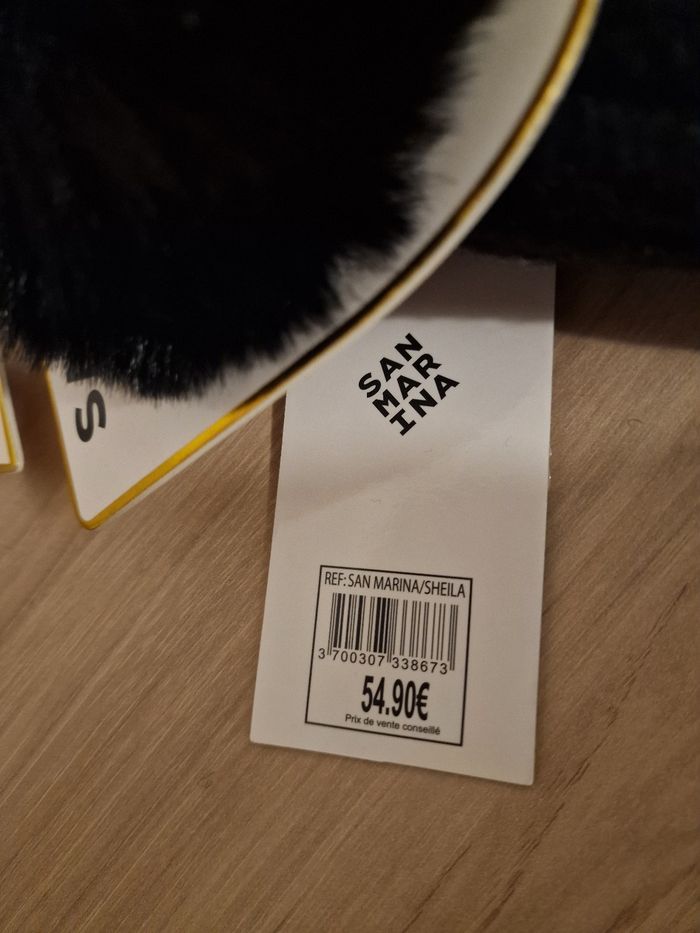 S
SAN
MAR
INA
REF: SAN MARINA/SHEILA
3 700307 338673
54.90€
Prix de vente conseillé